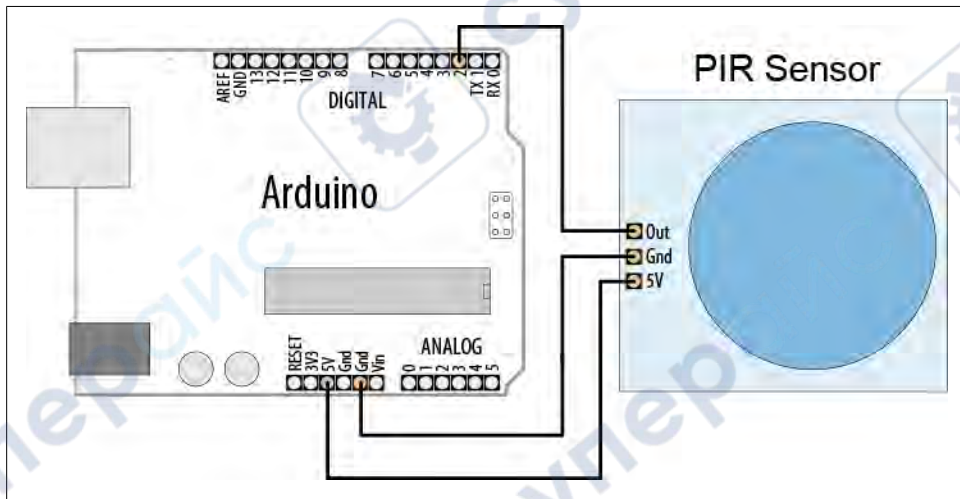 PIR Sensor
AREF
GND
13
12
11
10
9
8
7
6
5
4
3
2
TX 1
RX 0
DIGITAL
Arduino
Out
Gnd
5V
ANALOG
RESET
3V3
5V
Gnd
Gnd
Vin
0
1
2
3
4
5